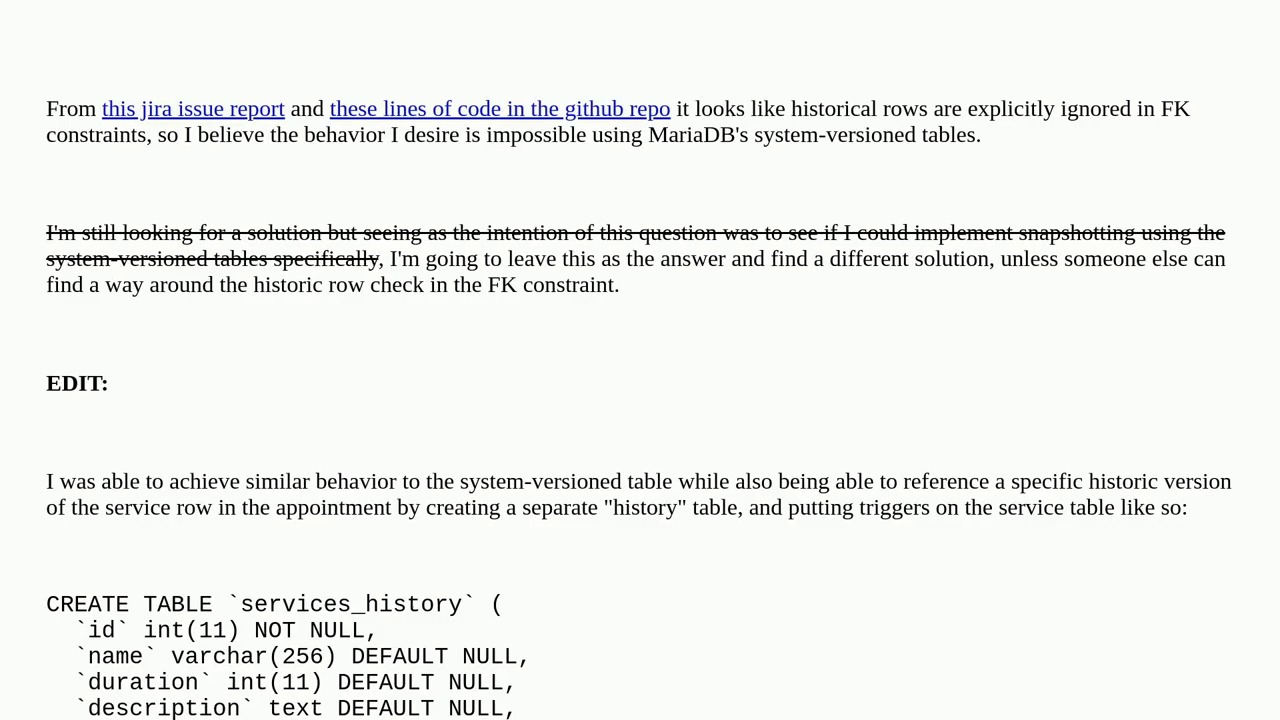 From this jira issue report and these lines of code in the github repo it looks like historical rows are explicitly ignored in FK
constraints, so I believe the behavior I desire is impossible using MariaDB's system-versioned tables.
I'm still looking for a solution but seeing as the intention of this question was to see if I could implement snapshotting using the
system-versioned tables specifically, I'm going to leave this as the answer and find a different solution, unless someone else can
find a way around the historic row check in the FK constraint.
EDIT:
I was able to achieve similar behavior to the system-versioned table while also being able to reference a specific historic version
of the service row in the appointment by creating a separate "history" table, and putting triggers on the service table like so:
CREATE TABLE `services_history` (
  `id` int(11) NOT NULL,
  `name` varchar(256) DEFAULT NULL,
  `duration` int(11) DEFAULT NULL,
  `description` text DEFAULT NULL,